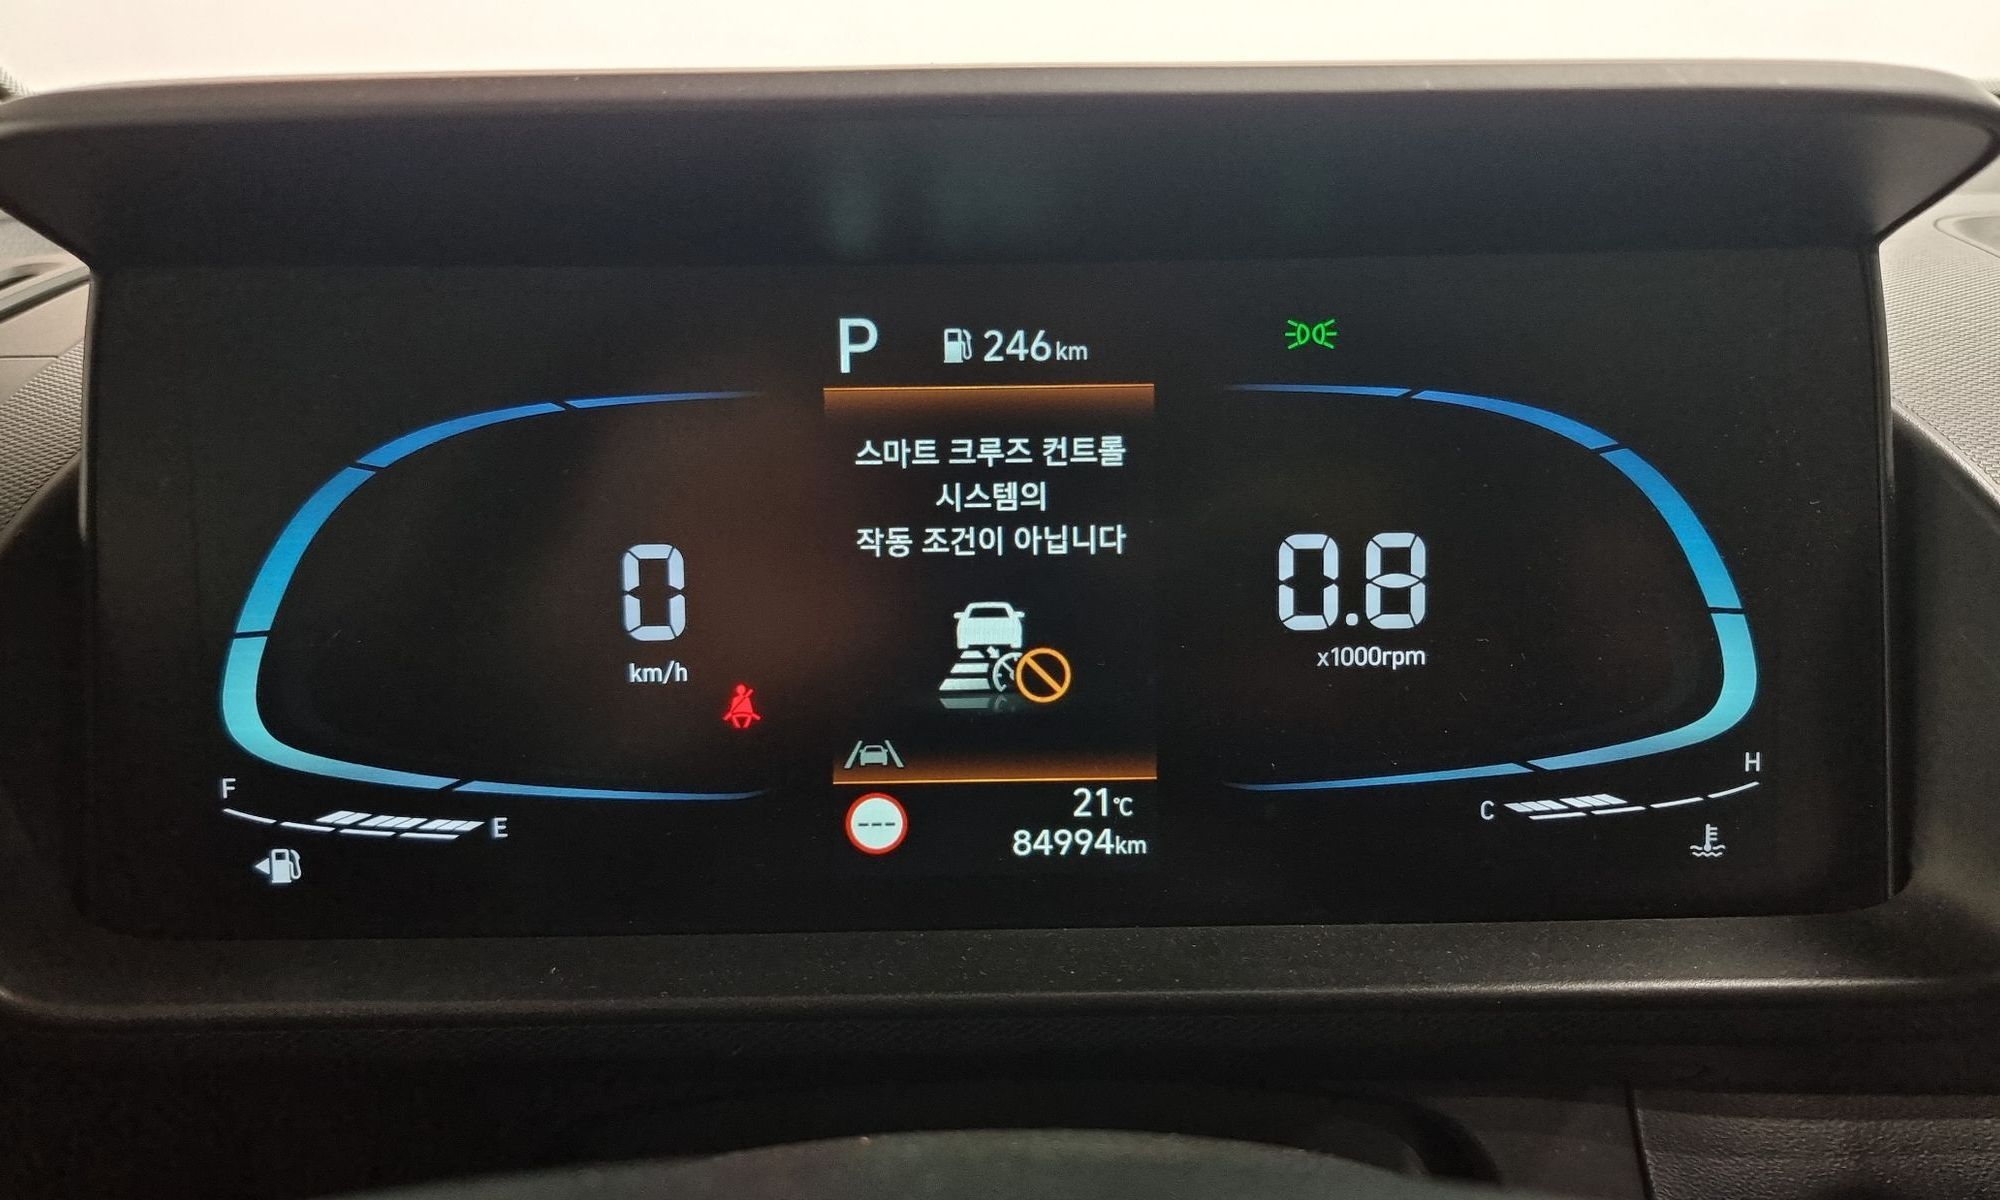 P 246km
스마트 크루즈 컨트롤
시스템의
작동 조건이 아닙니다
0
km/h
0.8
x1000rpm
F
E
C
H
---
21℃
84994km